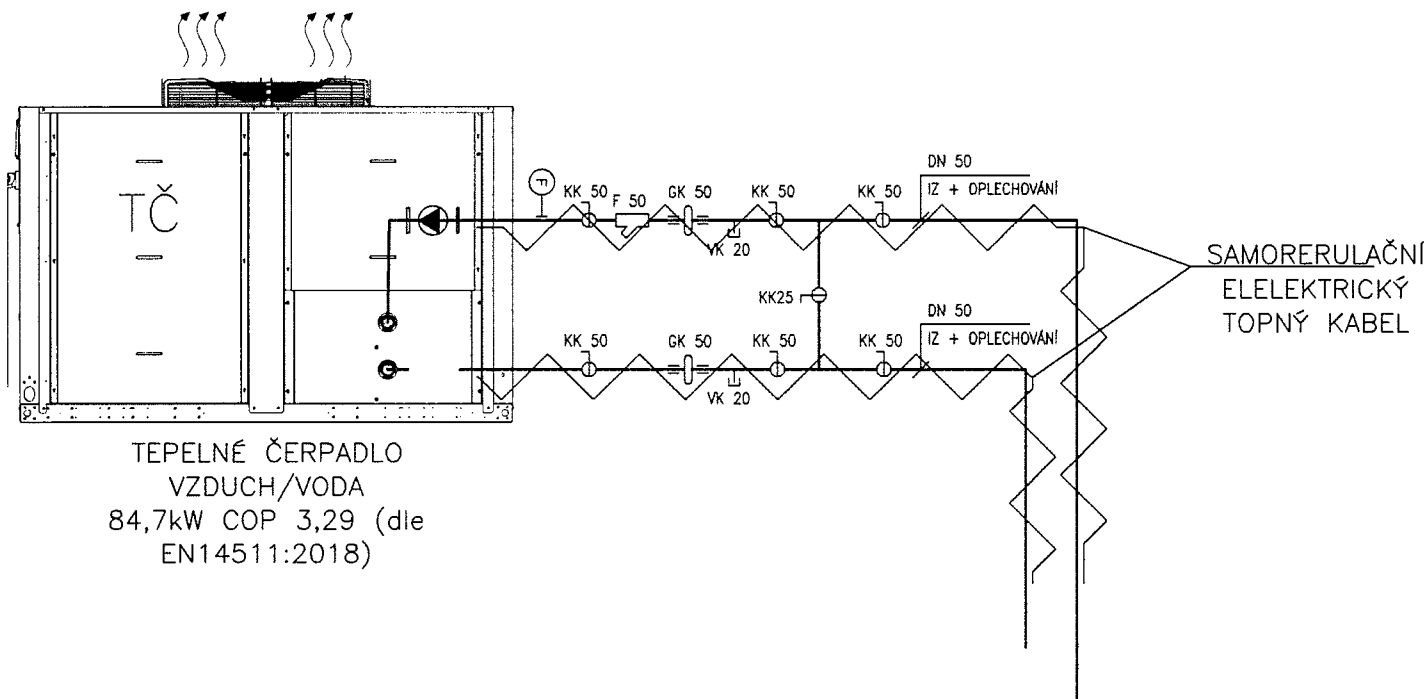 TČ
F
KK 50
F 50
GK 50
KK 50
KK 50
DN 50
IZ + OPLECHOVÁNÍ
VK 20
KK25
SAMORERULAČNÍ
ELELEKTRICKÝ
TOPNÝ KABEL
KK 50
GK 50
KK 50
KK 50
DN 50
IZ + OPLECHOVÁNÍ
VK 20
TEPELNÉ ČERPADLO
VZDUCH/VODA
84,7kW COP 3,29 (dle
EN14511:2018)